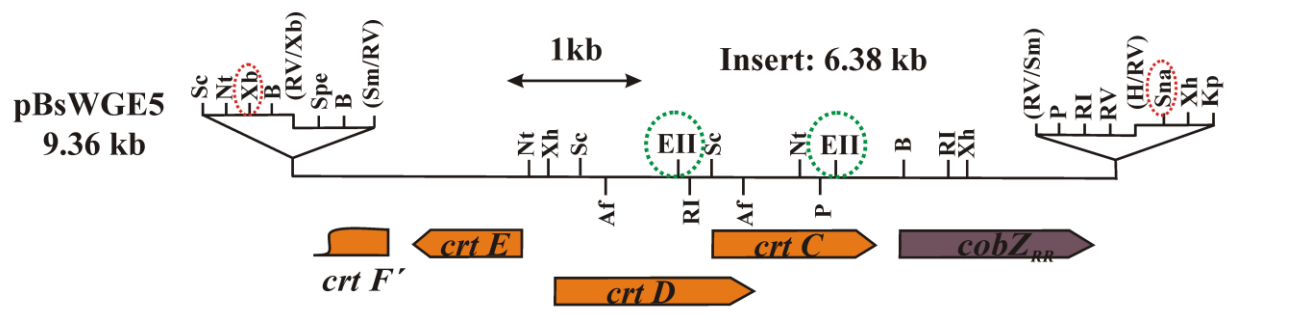 pBsWGE5
9.36 kb
1kb
Insert: 6.38 kb
Sc Nt Xb B (RV/Xb) Spe B (Sm/RV)
(RV/Sm) P RI RV (H/RV) Sna Xh Kp
Nt Xh Sc EII Sc Nt EII B RI Xh
Af RI Af P
crt F´
crt E
crt D
crt C
cobZRR